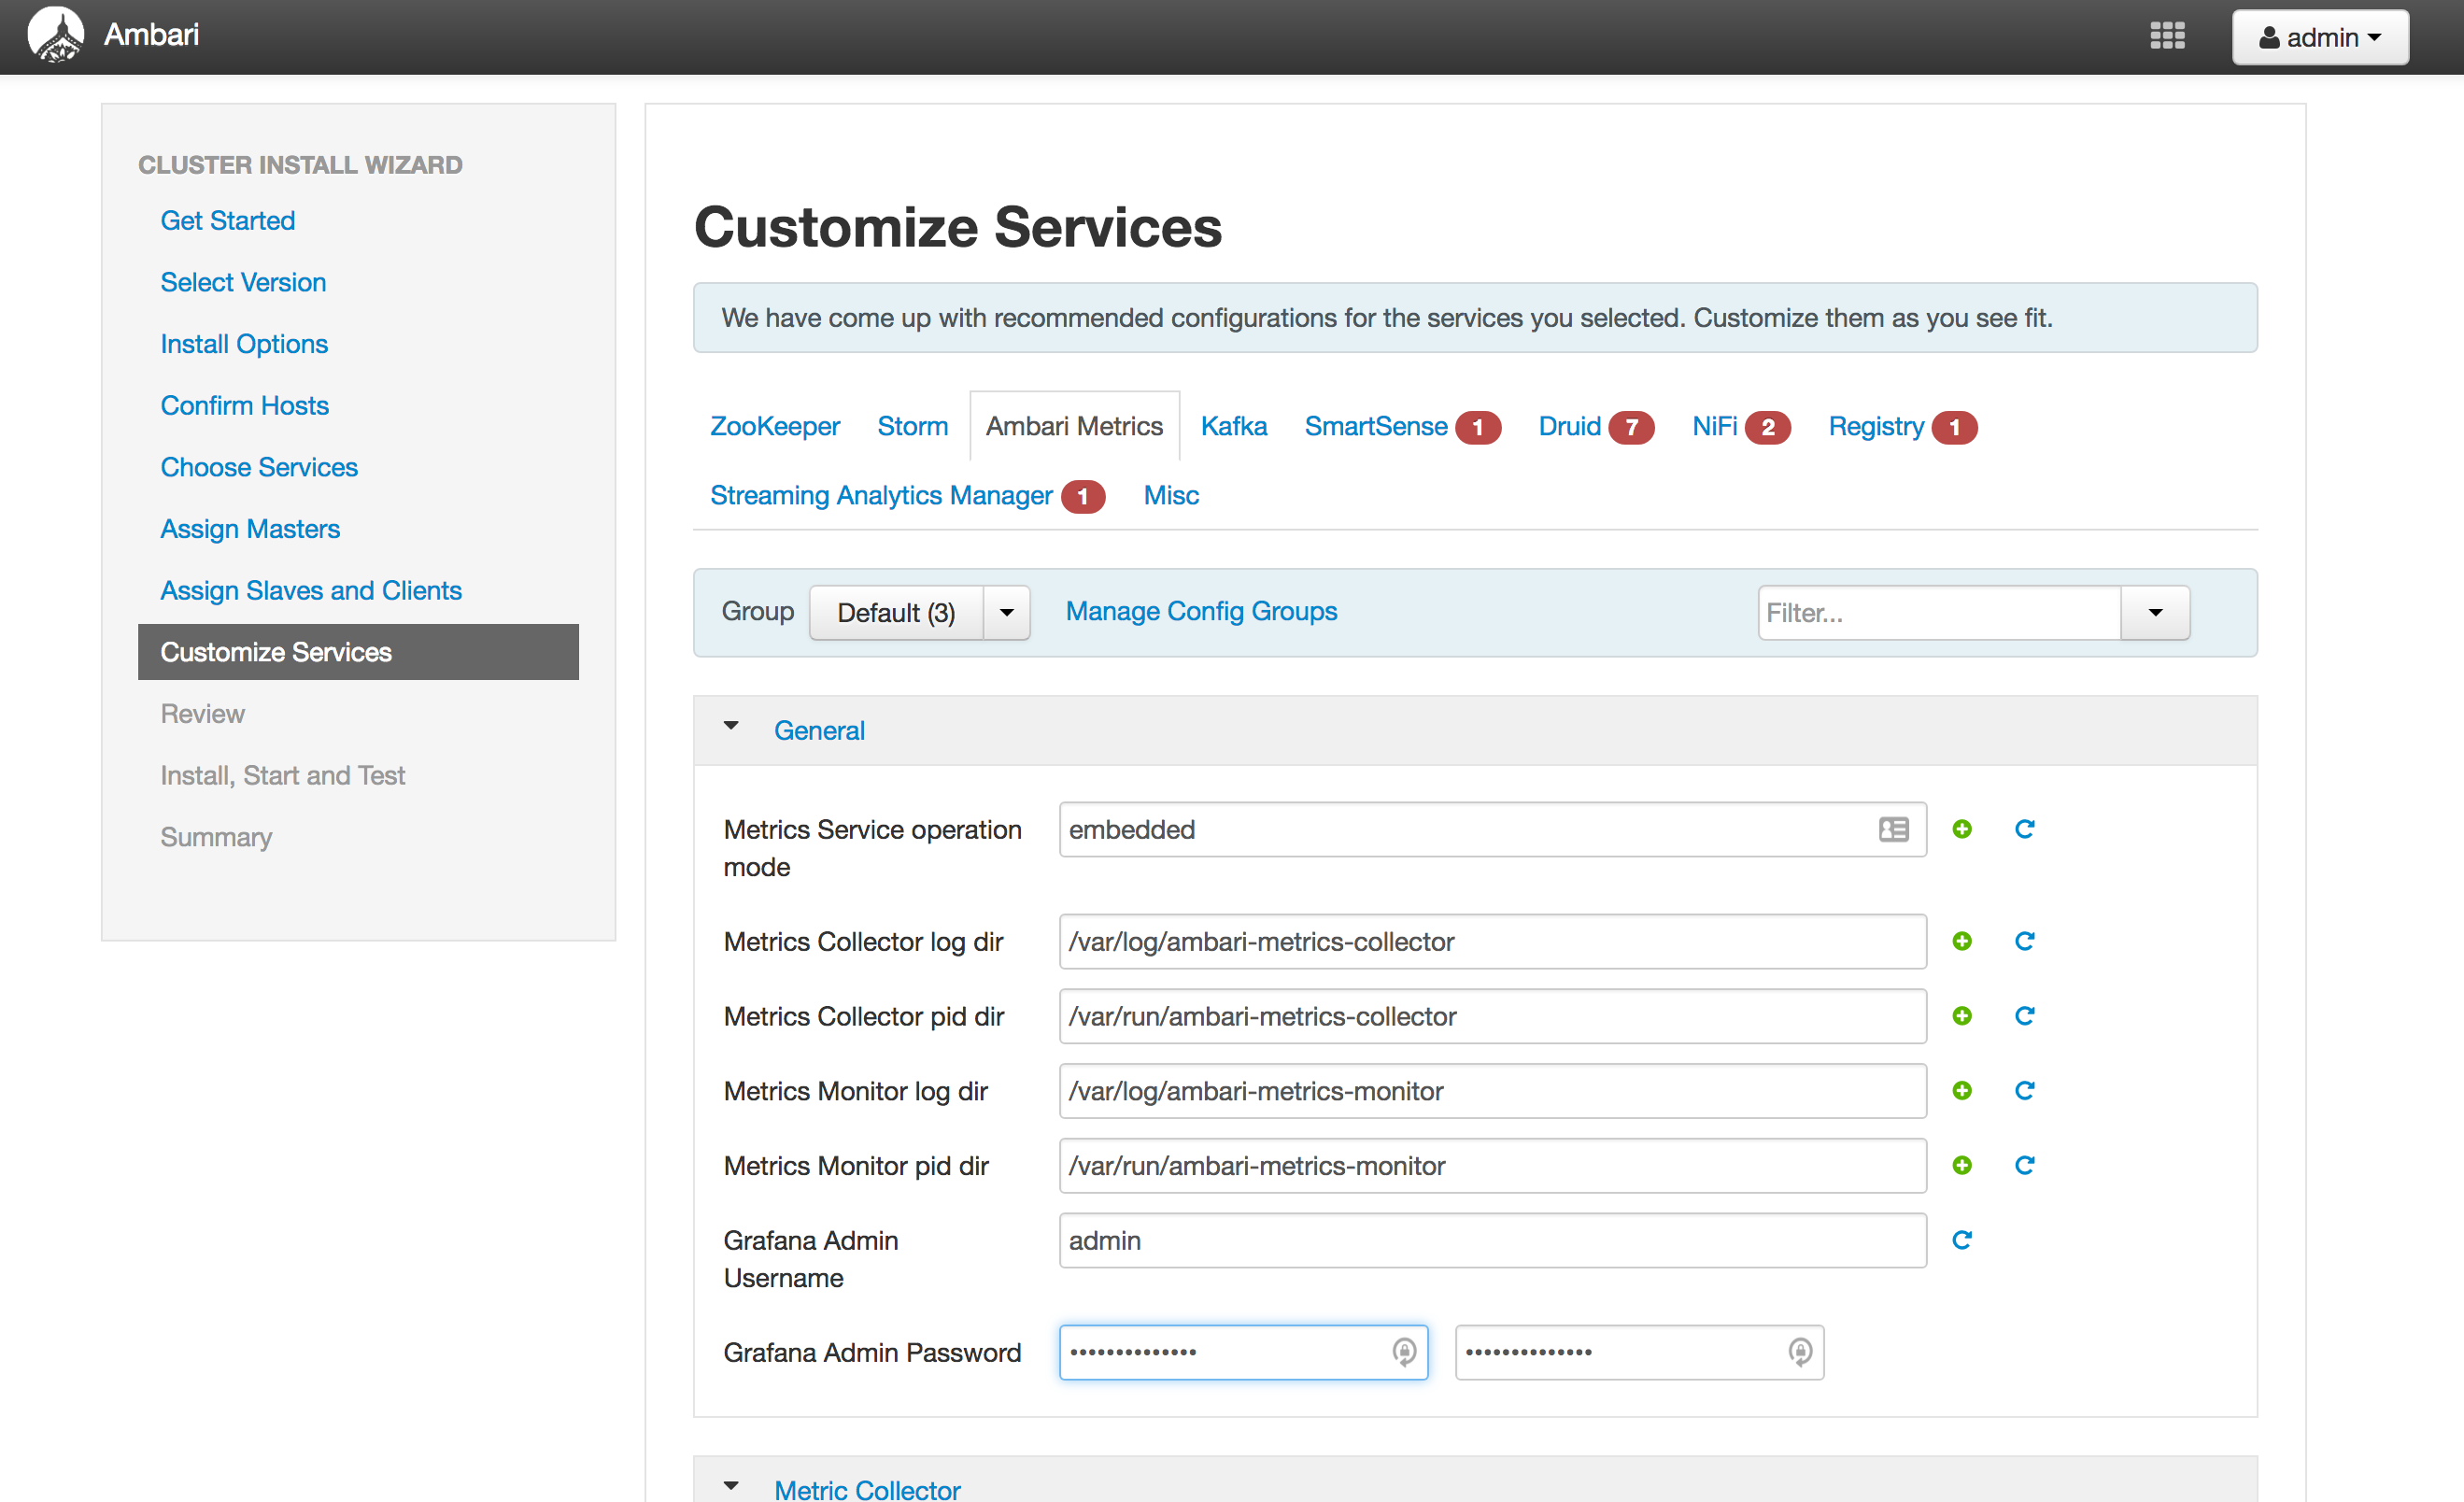 Ambari
admin
CLUSTER INSTALL WIZARD
Get Started
Select Version
Install Options
Confirm Hosts
Choose Services
Assign Masters
Assign Slaves and Clients
Customize Services
Review
Install, Start and Test
Summary
Customize Services
We have come up with recommended configurations for the services you selected. Customize them as you see fit.
ZooKeeper Storm Ambari Metrics Kafka SmartSense 1 Druid 7 NiFi 2 Registry 1
Streaming Analytics Manager 1 Misc
Group Default (3) Manage Config Groups Filter...
General
Metrics Service operation
mode
embedded
Metrics Collector log dir /var/log/ambari-metrics-collector
Metrics Collector pid dir /var/run/ambari-metrics-collector
Metrics Monitor log dir /var/log/ambari-metrics-monitor
Metrics Monitor pid dir /var/run/ambari-metrics-monitor
Grafana Admin
Username
admin
Grafana Admin Password •••••••••••••• ••••••••••••••
Metric Collector